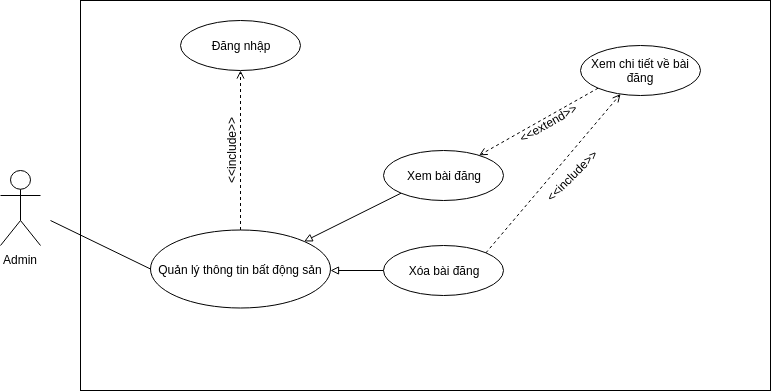 Đăng nhập
Xem chi tiết về bài
đăng
<<extend>>
<<include>>
<<include>>
Xem bài đăng
Admin
Quản lý thông tin bất động sản
Xóa bài đăng